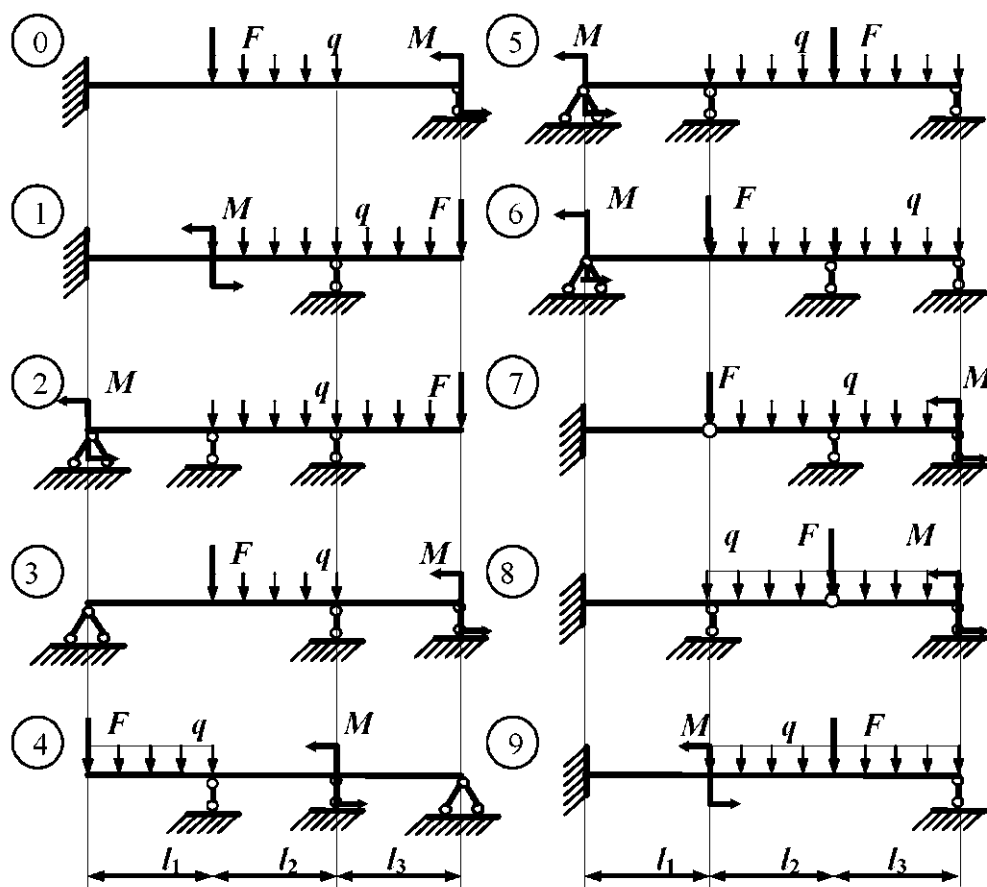 0 F q M
1 M q F
2 M q F
3 F q M
4 F q M
l1 l2 l3
5 M q F
6 M F q
7 F q M
8 q F M
9 M q F
l1 l2 l3